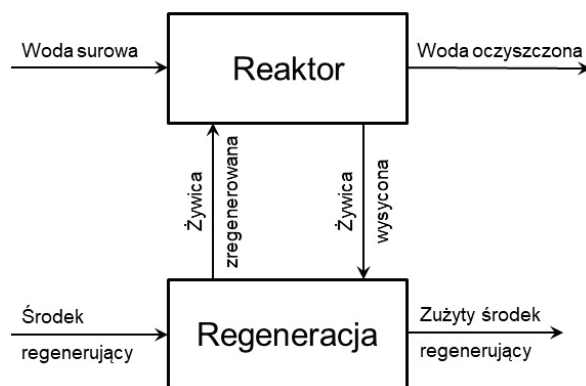 Woda surowa
Reaktor
Woda oczyszczona
Żywica
zregenerowana
Żywica
wysycona
Środek
regenerujący
Regeneracja
Zużyty środek
regenerujący